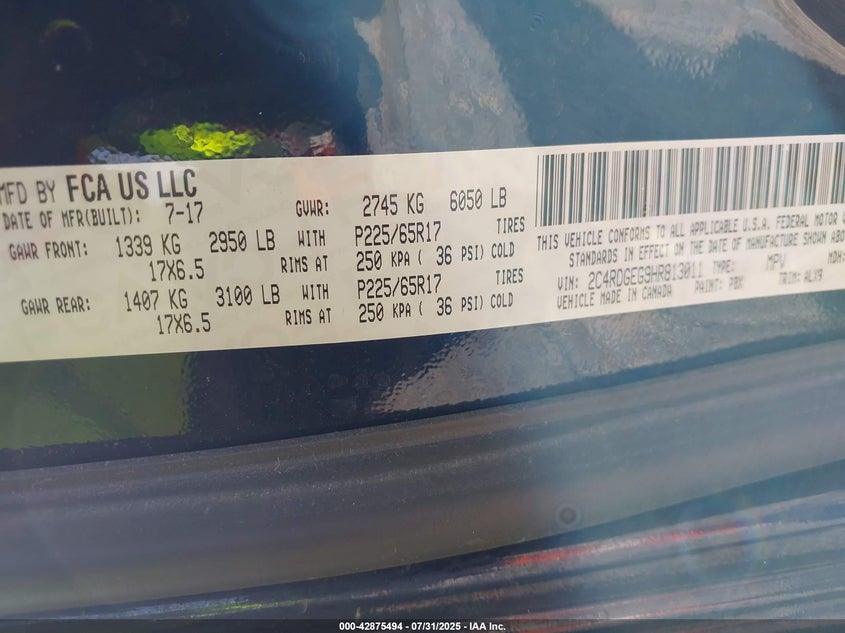 MFD BY FCA US LLC
DATE OF MFR(BUILT): 7-17 GVWR: 2745 KG 6050 LB
GAWR FRONT: 1339 KG 2950 LB WITH P225/65R17 TIRES
17X6.5 RIMS AT 250 KPA ( 36 PSI) COLD
GAWR REAR: 1407 KG 3100 LB WITH P225/65R17 TIRES
17X6.5 RIMS AT 250 KPA ( 36 PSI) COLD
THIS VEHICLE CONFORMS TO ALL APPLICABLE U.S.A. FEDERAL MOTOR
STANDARDS IN EFFECT ON THE DATE OF MANUFACTURE SHOWN ABO
VIN: 2C4RDGEG9HR813011 TYPE: MPV MDH:
VEHICLE MADE IN CANADA PAINT: PBX TRIM: ALX9
000-42875494 - 07/31/2025 - IAA Inc.